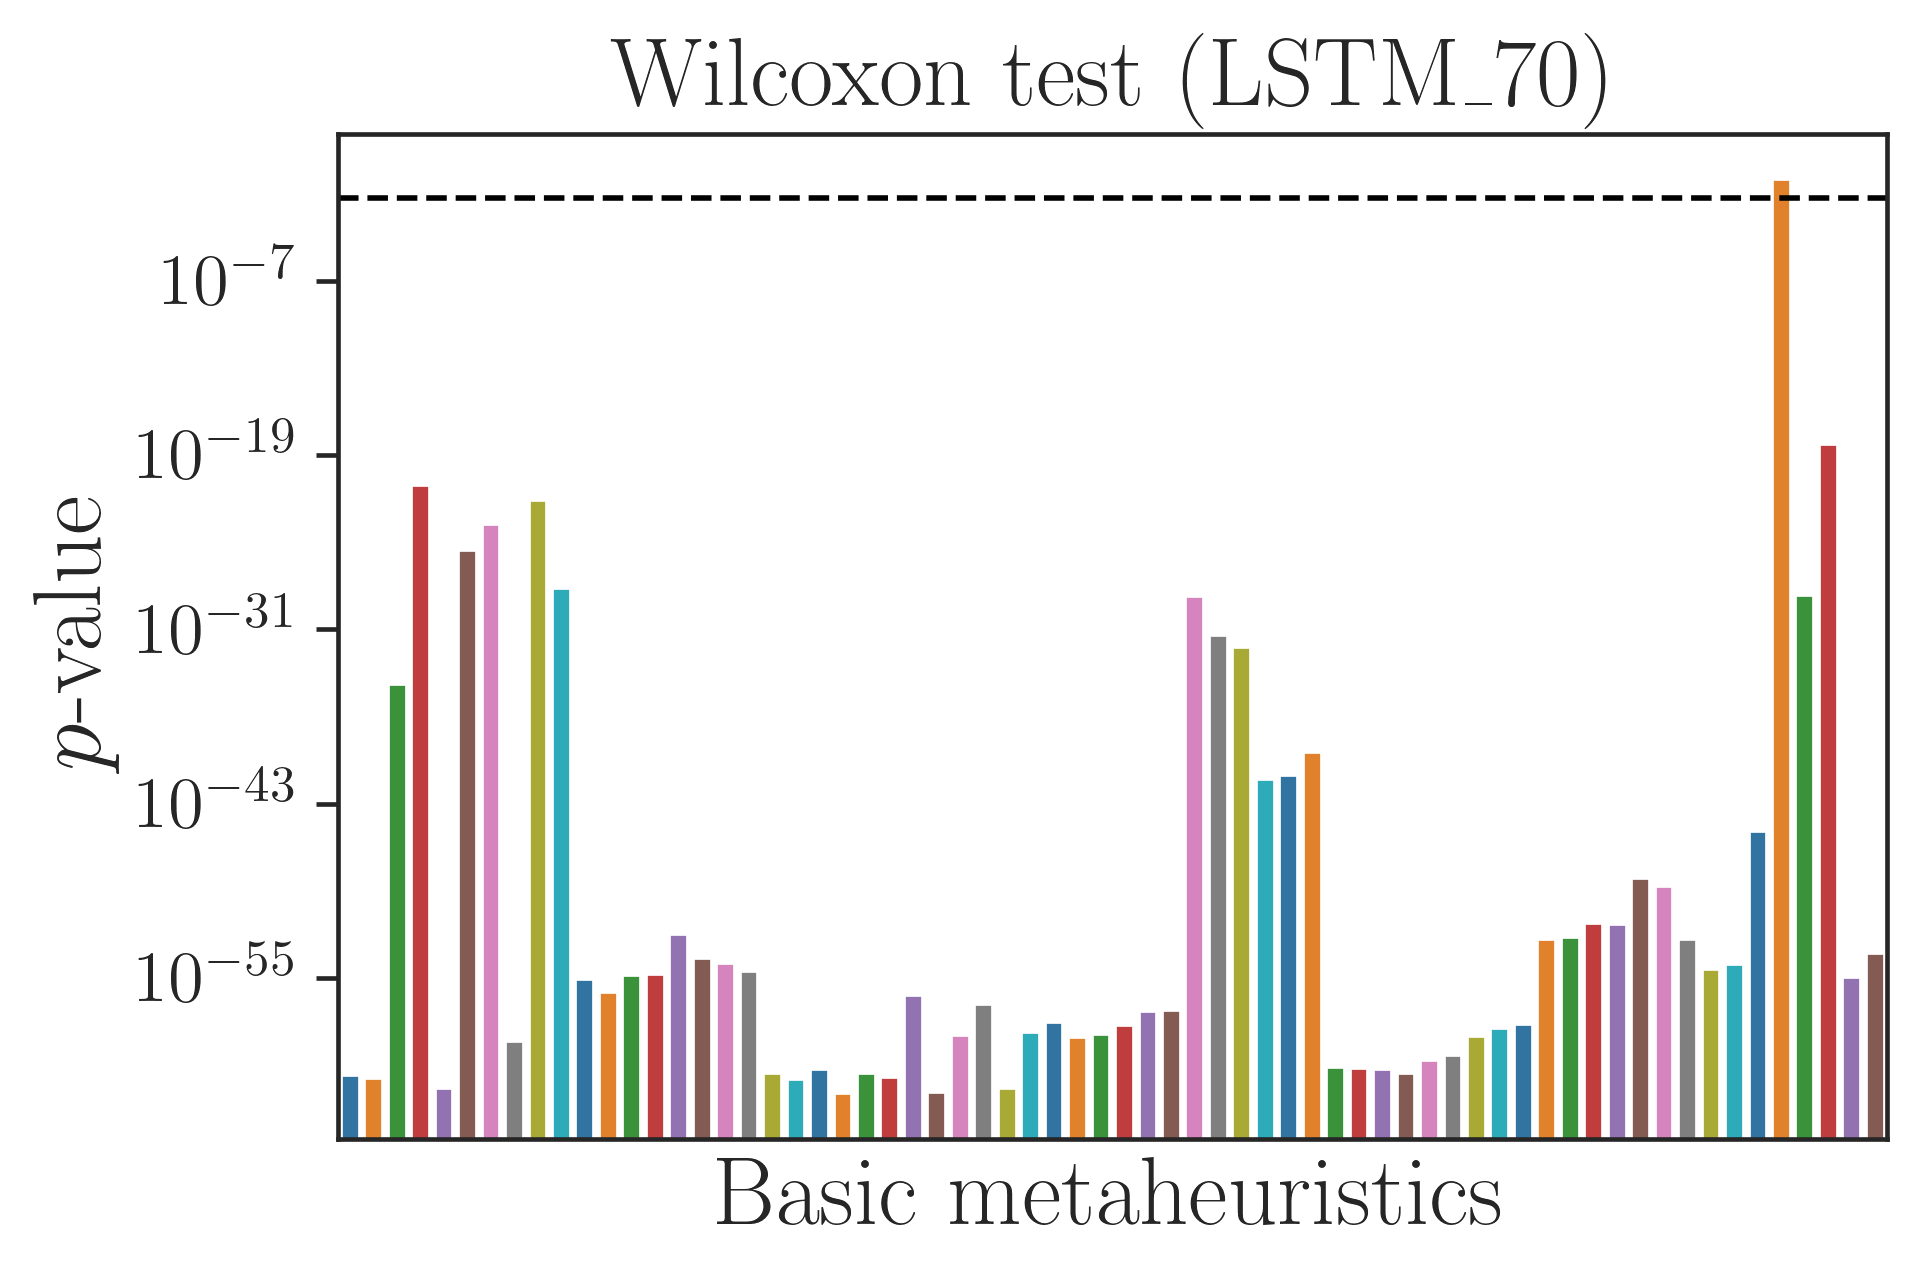 Wilcoxon test (LSTM_70)
10⁻⁷
10⁻¹⁹
10⁻³¹
10⁻⁴³
10⁻⁵⁵
p-value
Basic metaheuristics